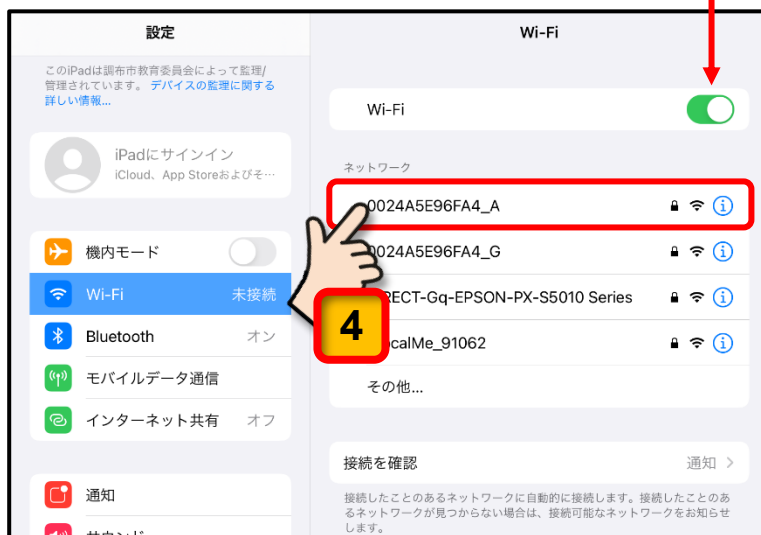 設定
このiPadは調布市教育委員会によって監理/
管理されています。デバイスの監理に関する
詳しい情報...
iPadにサインイン
iCloud、App Storeおよびそ…
機内モード
Wi-Fi 未接続
Bluetooth オン
モバイルデータ通信
インターネット共有 オフ
通知
Wi-Fi
Wi-Fi
ネットワーク
0024A5E96FA4_A
0024A5E96FA4_G
RECT-Gq-EPSON-PX-S5010 Series
4
calMe_91062
その他...
接続を確認 通知
接続したことのあるネットワークに自動的に接続します。接続したことのあ
るネットワークが見つからない場合は、接続可能なネットワークをお知らせ
します。